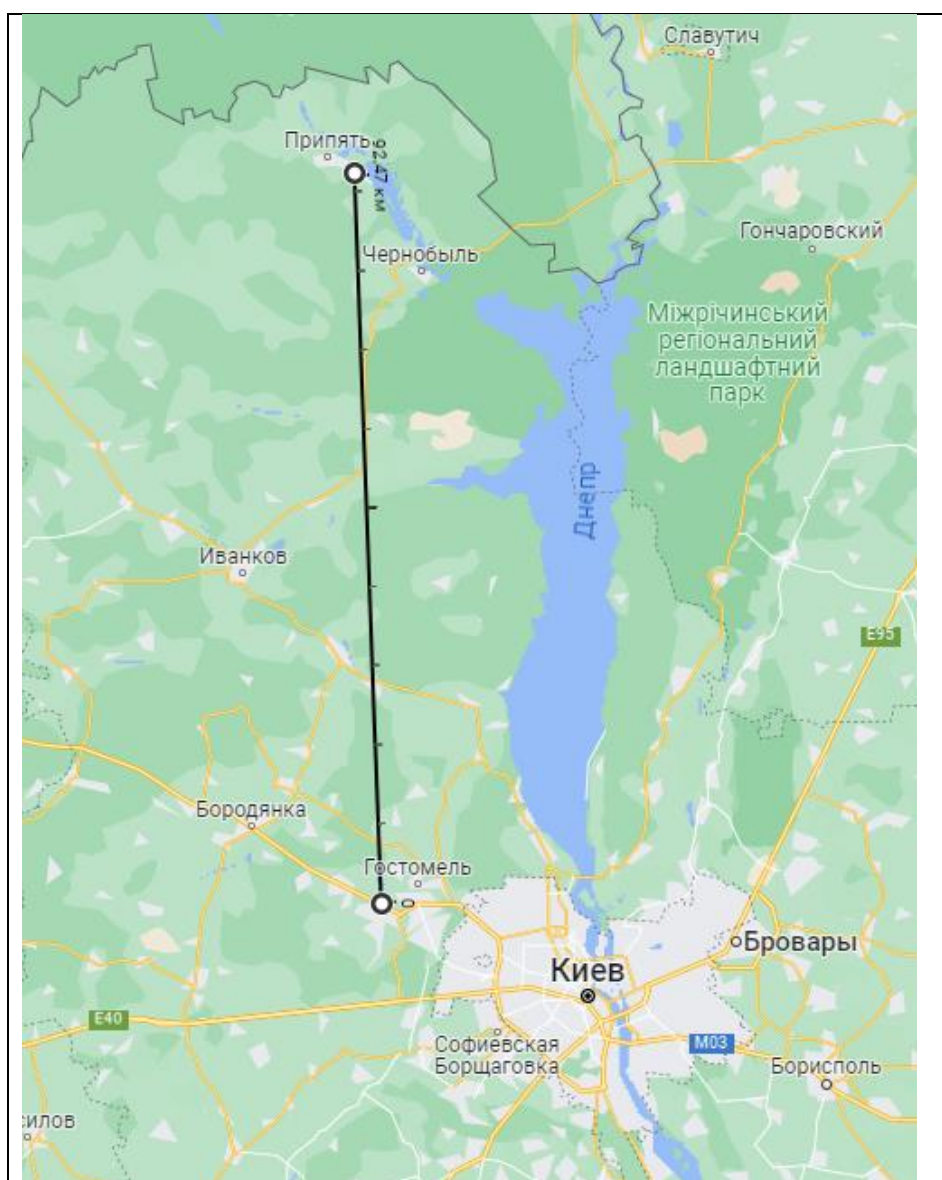 Славутич
Припять
92.47 км
Гончаровский
Чернобыль
Міжрічинський
регіональний
ландшафтний
парк
Днепр
Иванков
E95
Бородянка
Гостомель
0
Бровары
Киев
E40
Софиевская
Борщаговка
M03
Борисполь
силов